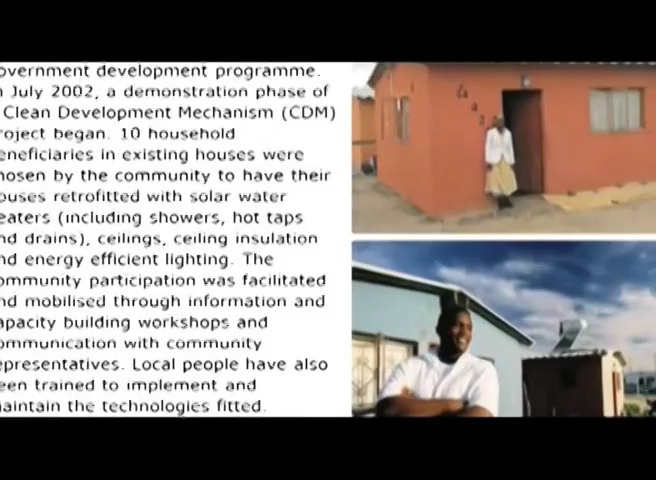 overnment development programme.
n July 2002, a demonstration phase of
Clean Development Mechanism (CDM)
roject began. 10 household
eneficiaries in existing houses were
hosen by the community to have their
ouses retrofitted with solar water
eaters (including showers, hot taps
nd drains), ceilings, ceiling insulation
nd energy efficient lighting. The
ommunity participation was facilitated
nd mobilised through information and
apacity building workshops and
ommunication with community
epresentatives. Local people have also
een trained to implement and
aintain the technologies fitted.